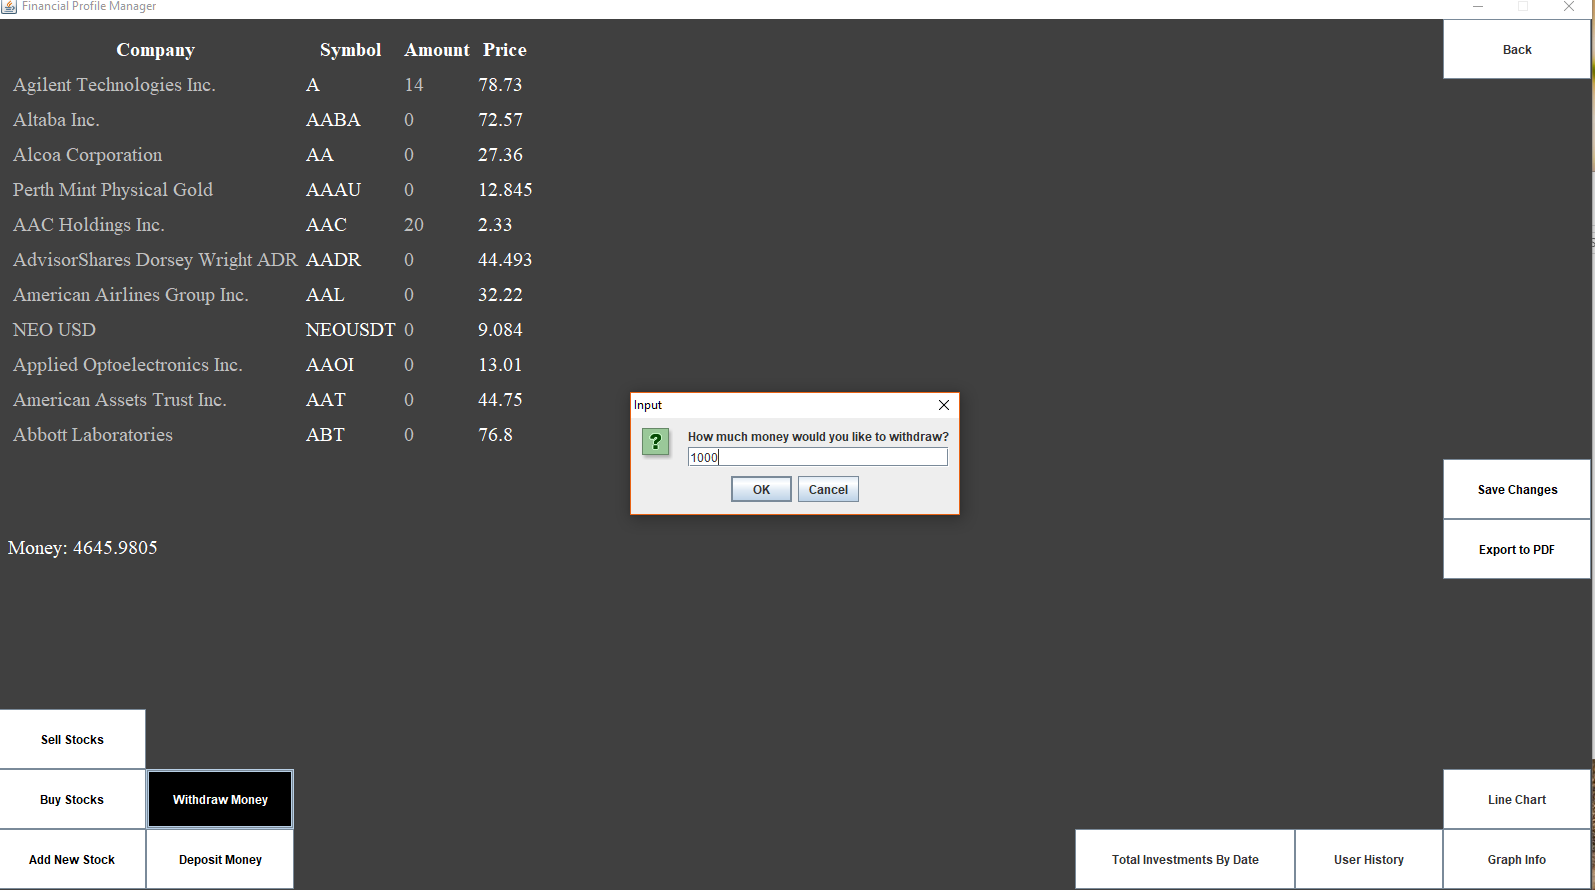 Financial Profile Manager
Company Symbol Amount Price
Agilent Technologies Inc. A 14 78.73
Altaba Inc. AABA 0 72.57
Alcoa Corporation AA 0 27.36
Perth Mint Physical Gold AAAU 0 12.845
AAC Holdings Inc. AAC 20 2.33
AdvisorShares Dorsey Wright ADR AADR 0 44.493
American Airlines Group Inc. AAL 0 32.22
NEO USD NEOUSDT 0 9.084
Applied Optoelectronics Inc. AAOI 0 13.01
American Assets Trust Inc. AAT 0 44.75
Abbott Laboratories ABT 0 76.8
Back
Input
How much money would you like to withdraw?
?
1000
OK Cancel
Save Changes
Export to PDF
Money: 4645.9805
Sell Stocks
Buy Stocks Withdraw Money
Add New Stock Deposit Money
Line Chart
Total Investments By Date User History Graph Info